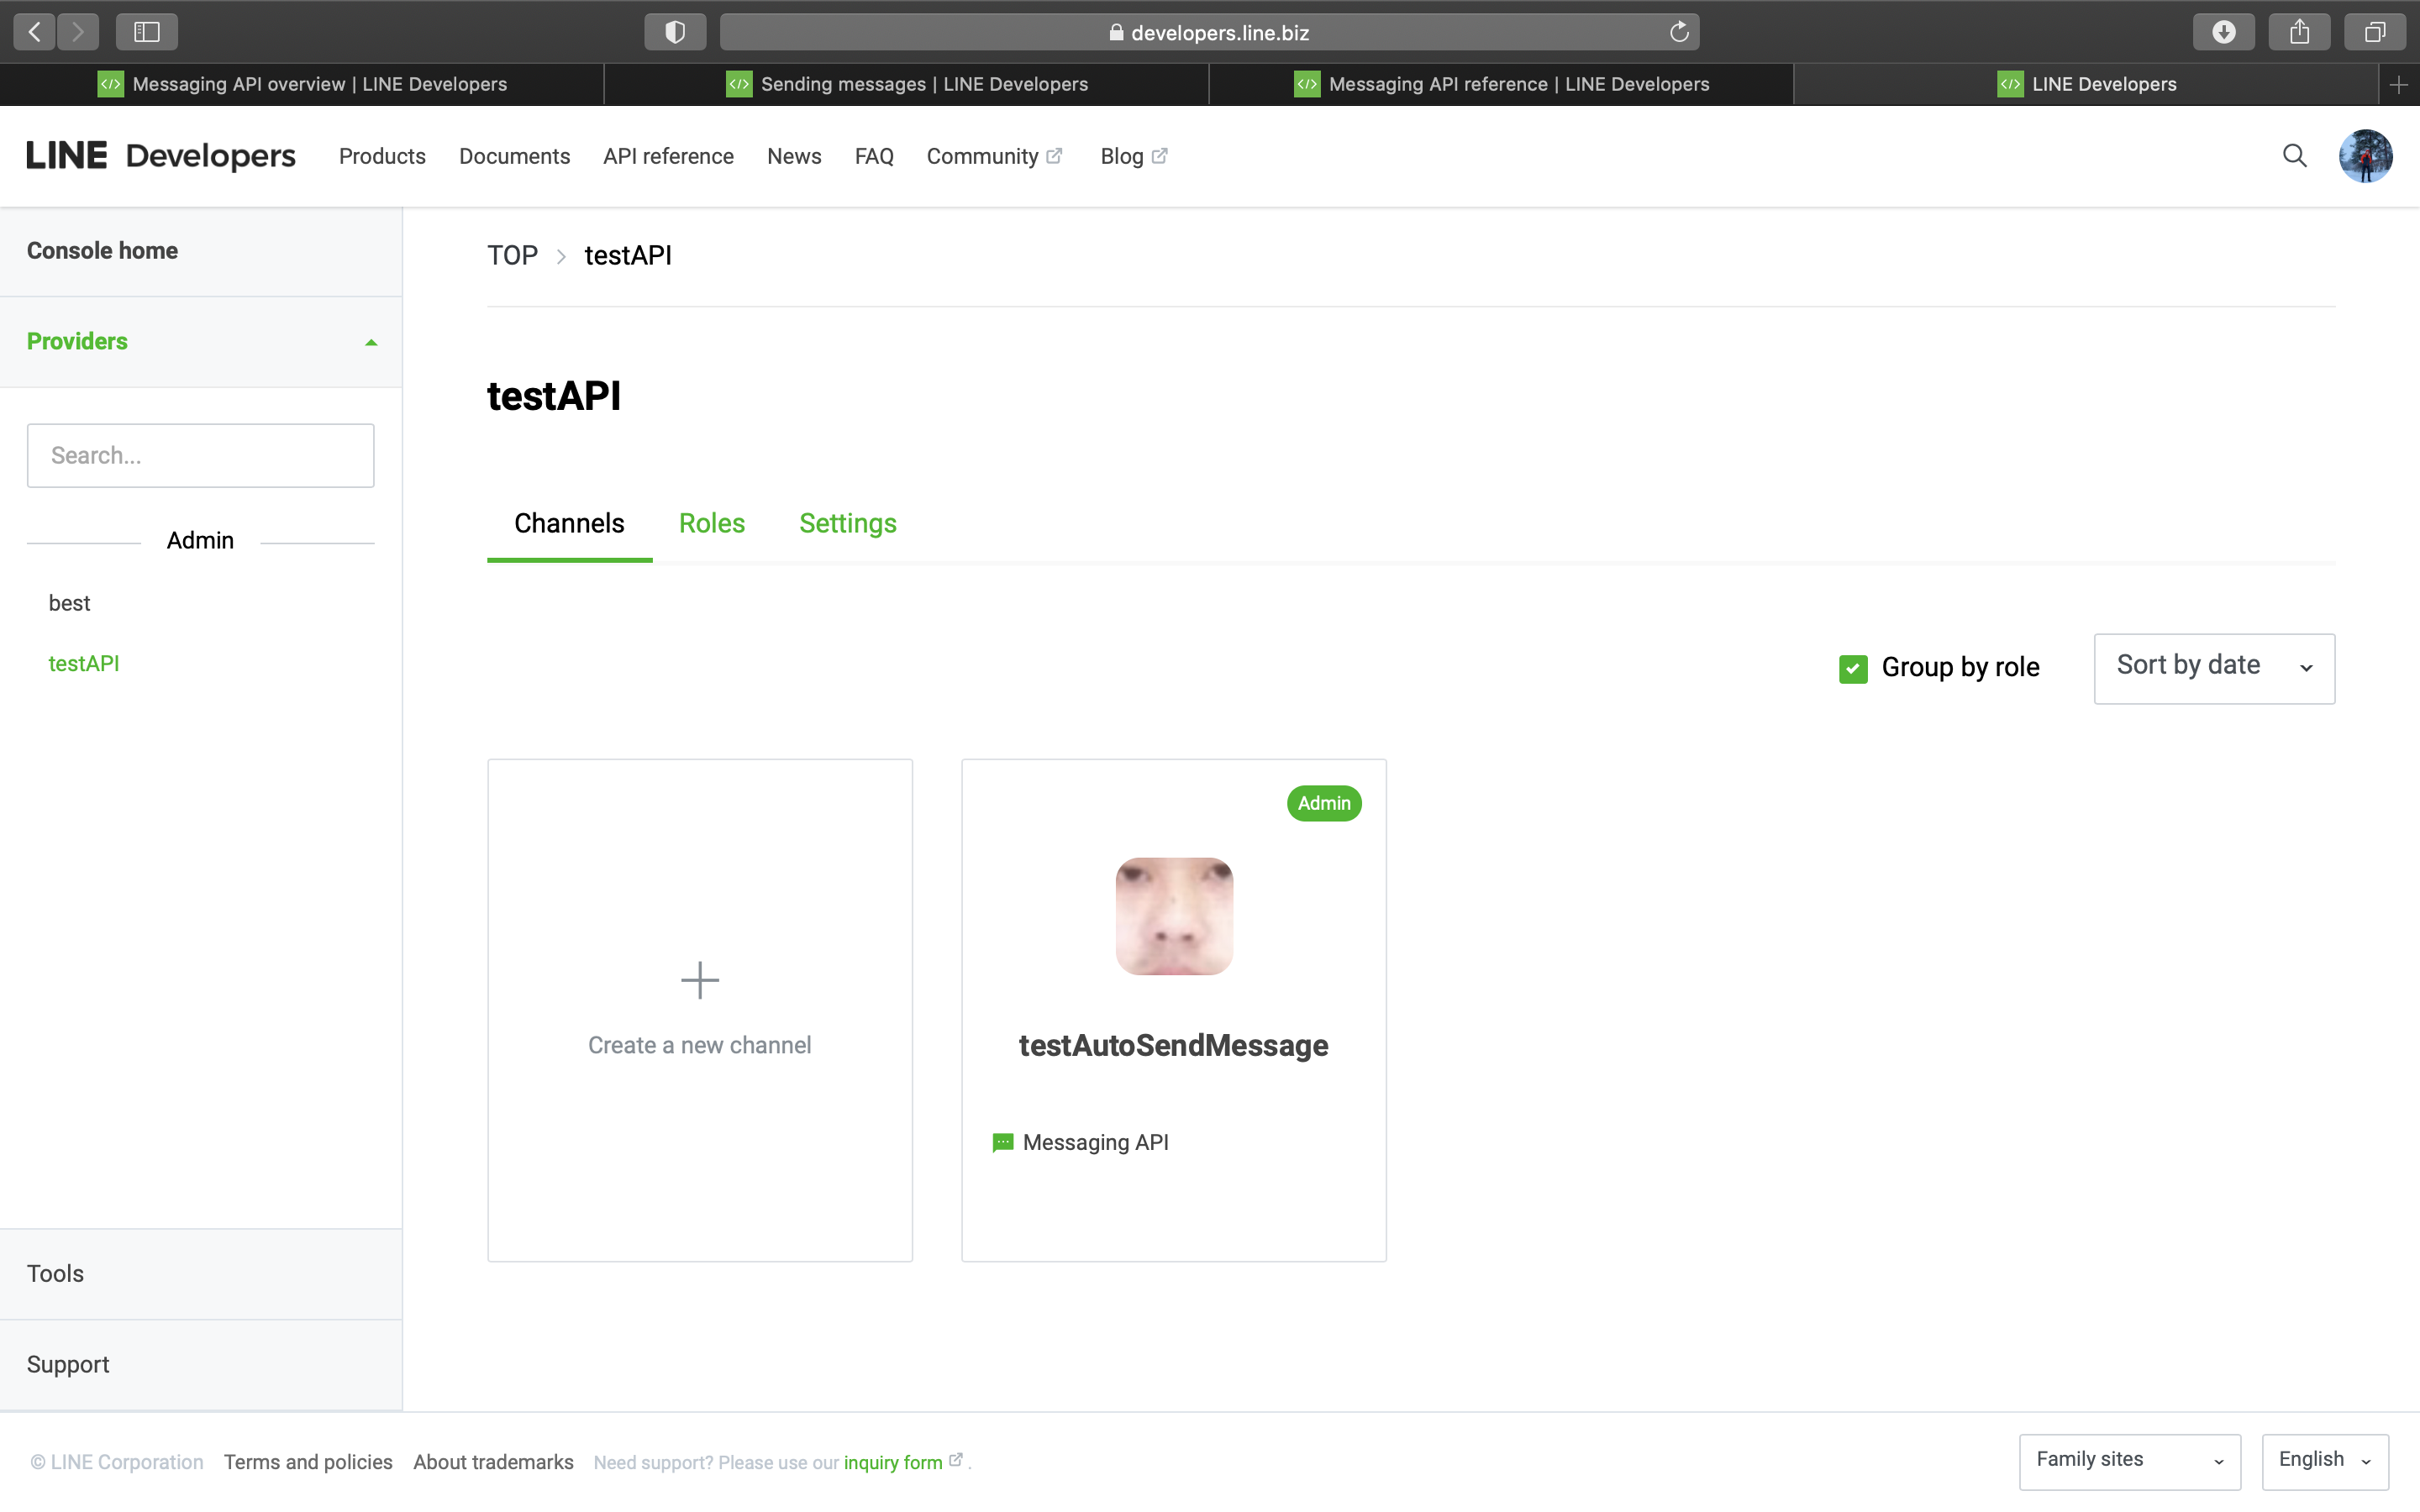 developers.line.biz
Messaging API overview | LINE Developers
Sending messages | LINE Developers
Messaging API reference | LINE Developers
LINE Developers
LINE Developers Products Documents API reference News FAQ Community Blog
Console home
Providers
Search...
Admin
best
testAPI
Tools
Support
TOP > testAPI
testAPI
Channels Roles Settings
Group by role Sort by date
Create a new channel
Admin
testAutoSendMessage
Messaging API
© LINE Corporation Terms and policies About trademarks Need support? Please use our inquiry form .
Family sites English